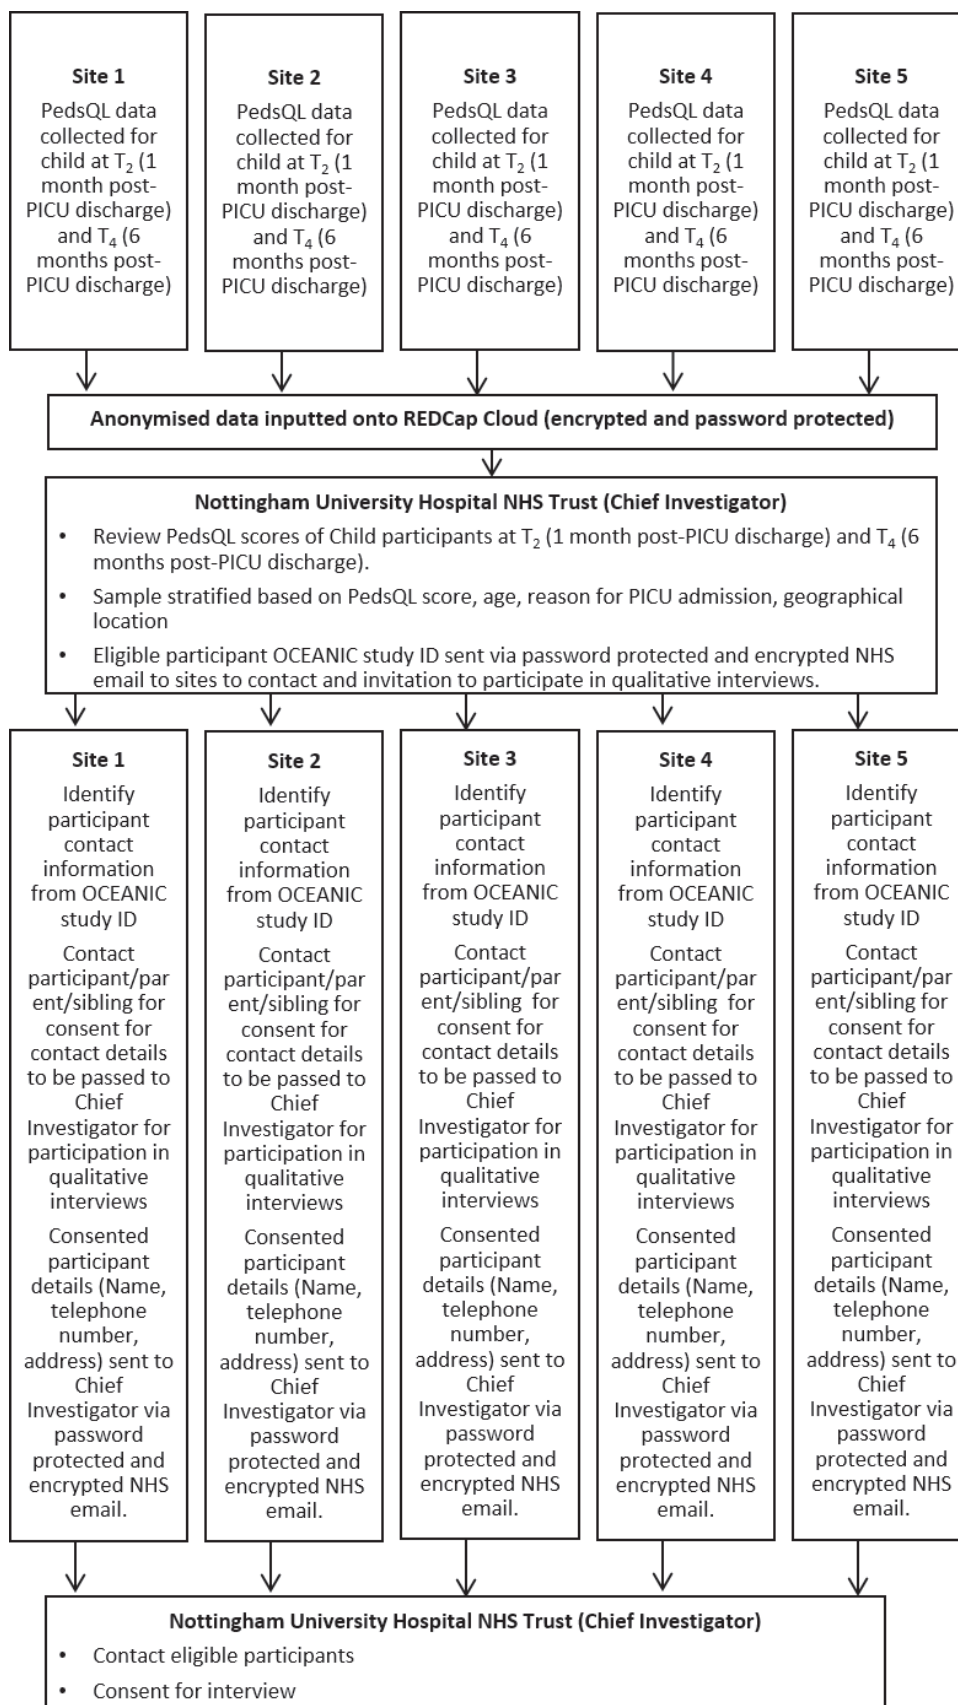 Site 1
PedsQL data
collected for
child at T2 (1
month post-
PICU discharge)
and T4 (6
months post-
PICU discharge)
Site 2
PedsQL data
collected for
child at T2 (1
month post-
PICU discharge)
and T4 (6
months post-
PICU discharge)
Site 3
PedsQL data
collected for
child at T2 (1
month post-
PICU discharge)
and T4 (6
months post-
PICU discharge)
Site 4
PedsQL data
collected for
child at T2 (1
month post-
PICU discharge)
and T4 (6
months post-
PICU discharge)
Site 5
PedsQL data
collected for
child at T2 (1
month post-
PICU discharge)
and T4 (6
months post-
PICU discharge)
Anonymised data inputted onto REDCap Cloud (encrypted and password protected)
Nottingham University Hospital NHS Trust (Chief Investigator)
• Review PedsQL scores of Child participants at T2 (1 month post-PICU discharge) and T4 (6
months post-PICU discharge).
• Sample stratified based on PedsQL score, age, reason for PICU admission, geographical
location
• Eligible participant OCEANIC study ID sent via password protected and encrypted NHS
email to sites to contact and invitation to participate in qualitative interviews.
Site 1
Identify
participant
contact
information
from OCEANIC
study ID
Contact
participant/par
ent/sibling for
consent for
contact details
to be passed to
Chief
Investigator for
participation in
qualitative
interviews
Consented
participant
details (Name,
telephone
number,
address) sent to
Chief
Investigator via
password
protected and
encrypted NHS
email.
Site 2
Identify
participant
contact
information
from OCEANIC
study ID
Contact
participant/par
ent/sibling for
consent for
contact details
to be passed to
Chief
Investigator for
participation in
qualitative
interviews
Consented
participant
details (Name,
telephone
number,
address) sent to
Chief
Investigator via
password
protected and
encrypted NHS
email.
Site 3
Identify
participant
contact
information
from OCEANIC
study ID
Contact
participant/par
ent/sibling for
consent for
contact details
to be passed to
Chief
Investigator for
participation in
qualitative
interviews
Consented
participant
details (Name,
telephone
number,
address) sent to
Chief
Investigator via
password
protected and
encrypted NHS
email.
Site 4
Identify
participant
contact
information
from OCEANIC
study ID
Contact
participant/par
ent/sibling for
consent for
contact details
to be passed to
Chief
Investigator for
participation in
qualitative
interviews
Consented
participant
details (Name,
telephone
number,
address) sent to
Chief
Investigator via
password
protected and
encrypted NHS
email.
Site 5
Identify
participant
contact
information
from OCEANIC
study ID
Contact
participant/par
ent/sibling for
consent for
contact details
to be passed to
Chief
Investigator for
participation in
qualitative
interviews
Consented
participant
details (Name,
telephone
number,
address) sent to
Chief
Investigator via
password
protected and
encrypted NHS
email.
Nottingham University Hospital NHS Trust (Chief Investigator)
• Contact eligible participants
• Consent for interview